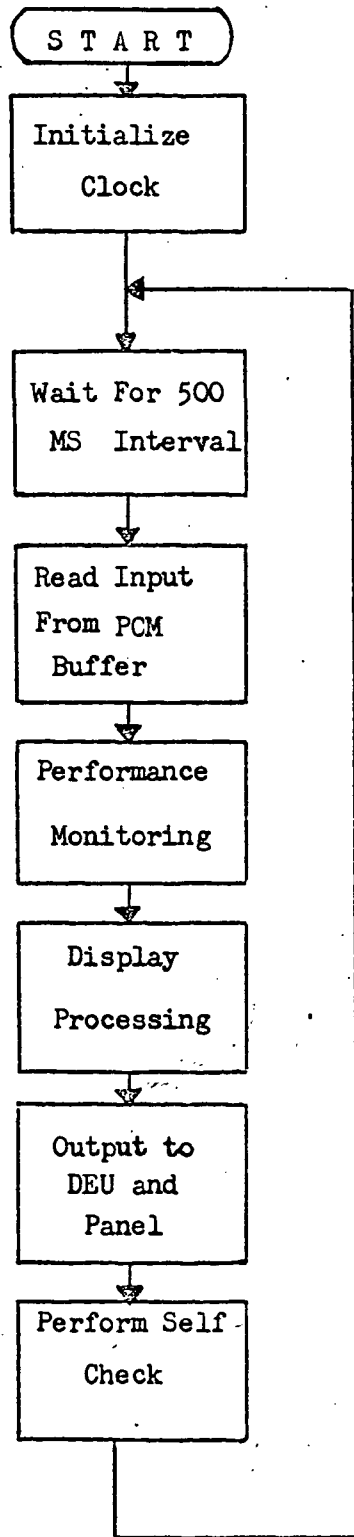 S T A R T
Initialize
Clock
Wait For 500
MS Interval
Read Input
From PCM
Buffer
Performance
Monitoring
Display
Processing
Output to
DEU and
Panel
Perform Self
Check